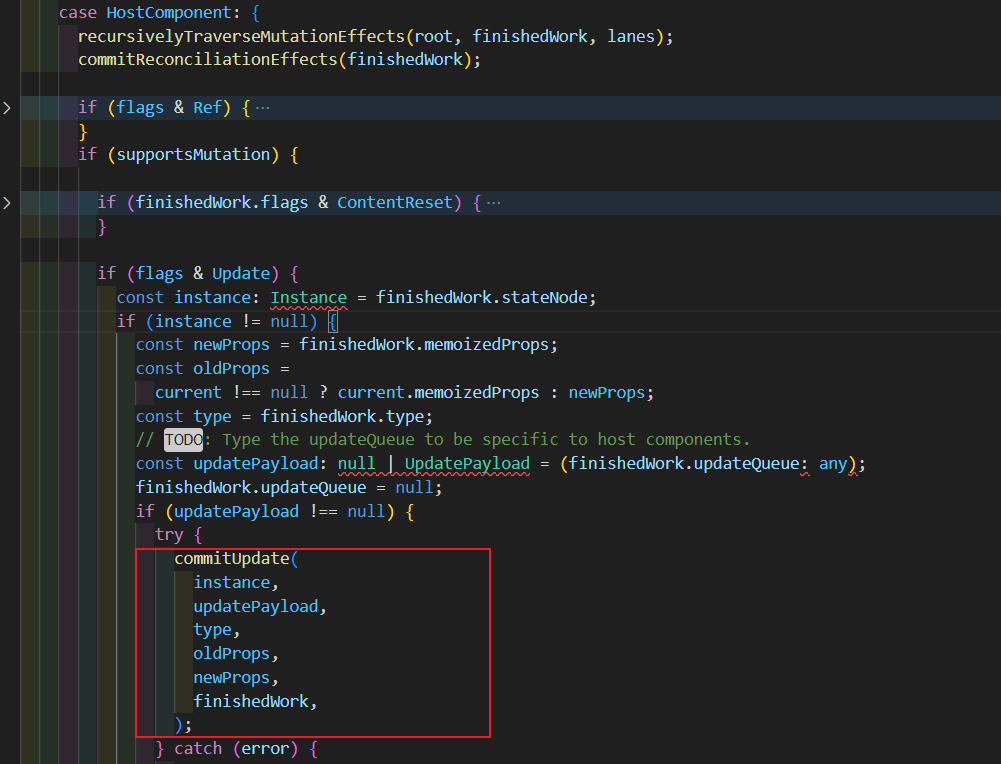 case HostComponent: {
recursivelyTraverseMutationEffects(root, finishedWork, lanes);
commitReconciliationEffects(finishedWork);
if (flags & Ref) { ···
}
if (supportsMutation) {
if (finishedWork.flags & ContentReset) { ···
}
if (flags & Update) {
const instance: Instance = finishedWork.stateNode;
if (instance != null) {
const newProps = finishedWork.memoizedProps;
const oldProps =
current !== null ? current.memoizedProps : newProps;
const type = finishedWork.type;
// TODO: Type the updateQueue to be specific to host components.
const updatePayload: null | UpdatePayload = (finishedWork.updateQueue: any);
finishedWork.updateQueue = null;
if (updatePayload !== null) {
try {
commitUpdate(
instance,
updatePayload,
type,
oldProps,
newProps,
finishedWork,
);
} catch (error) {